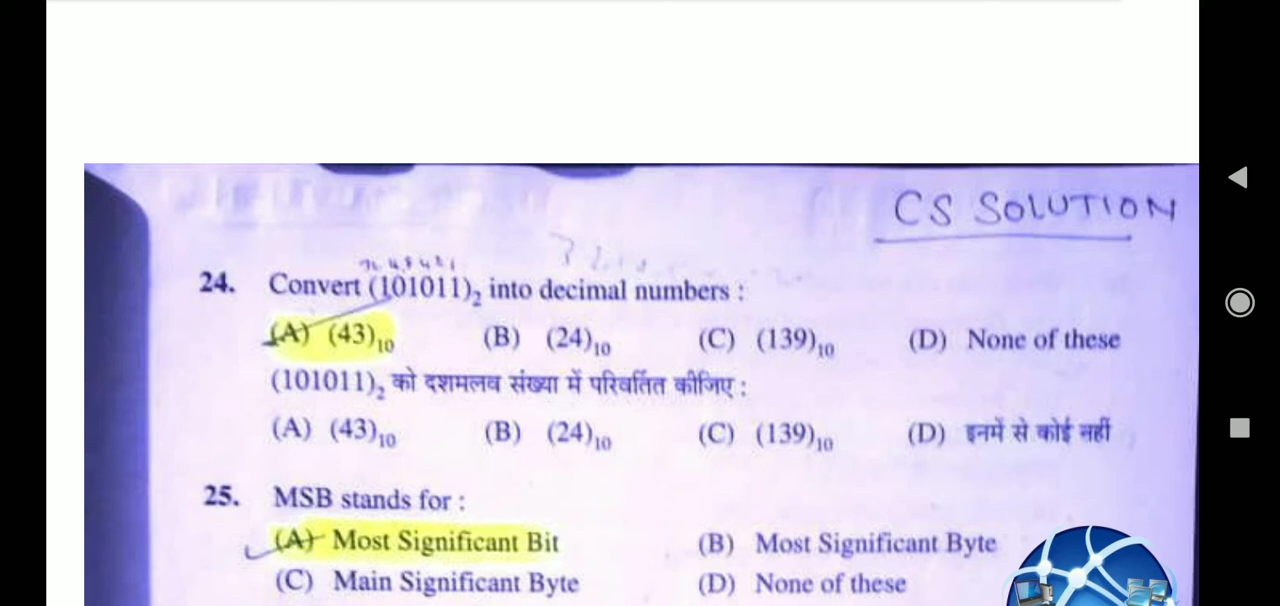 CS SOLUTION
24. Convert (101011)₂ into decimal numbers :
(A) (43)₁₀ (B) (24)₁₀ (C) (139)₁₀ (D) None of these
(101011)₂ को दशमलव संख्या में परिवर्तित कीजिए :
(A) (43)₁₀ (B) (24)₁₀ (C) (139)₁₀ (D) इनमें से कोई नहीं
25. MSB stands for :
(A) Most Significant Bit (B) Most Significant Byte
(C) Main Significant Byte (D) None of these